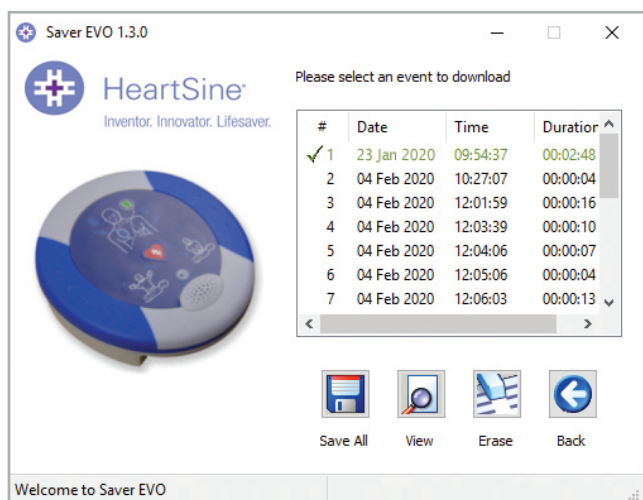 Saver EVO 1.3.0
HeartSine®
Inventor. Innovator. Lifesaver.
Please select an event to download
# Date Time Duration
1 23 Jan 2020 09:54:37 00:02:48
2 04 Feb 2020 10:27:07 00:00:04
3 04 Feb 2020 12:01:59 00:00:16
4 04 Feb 2020 12:03:39 00:00:10
5 04 Feb 2020 12:04:06 00:00:07
6 04 Feb 2020 12:05:06 00:00:04
7 04 Feb 2020 12:06:03 00:00:13
Save All View Erase Back
Welcome to Saver EVO